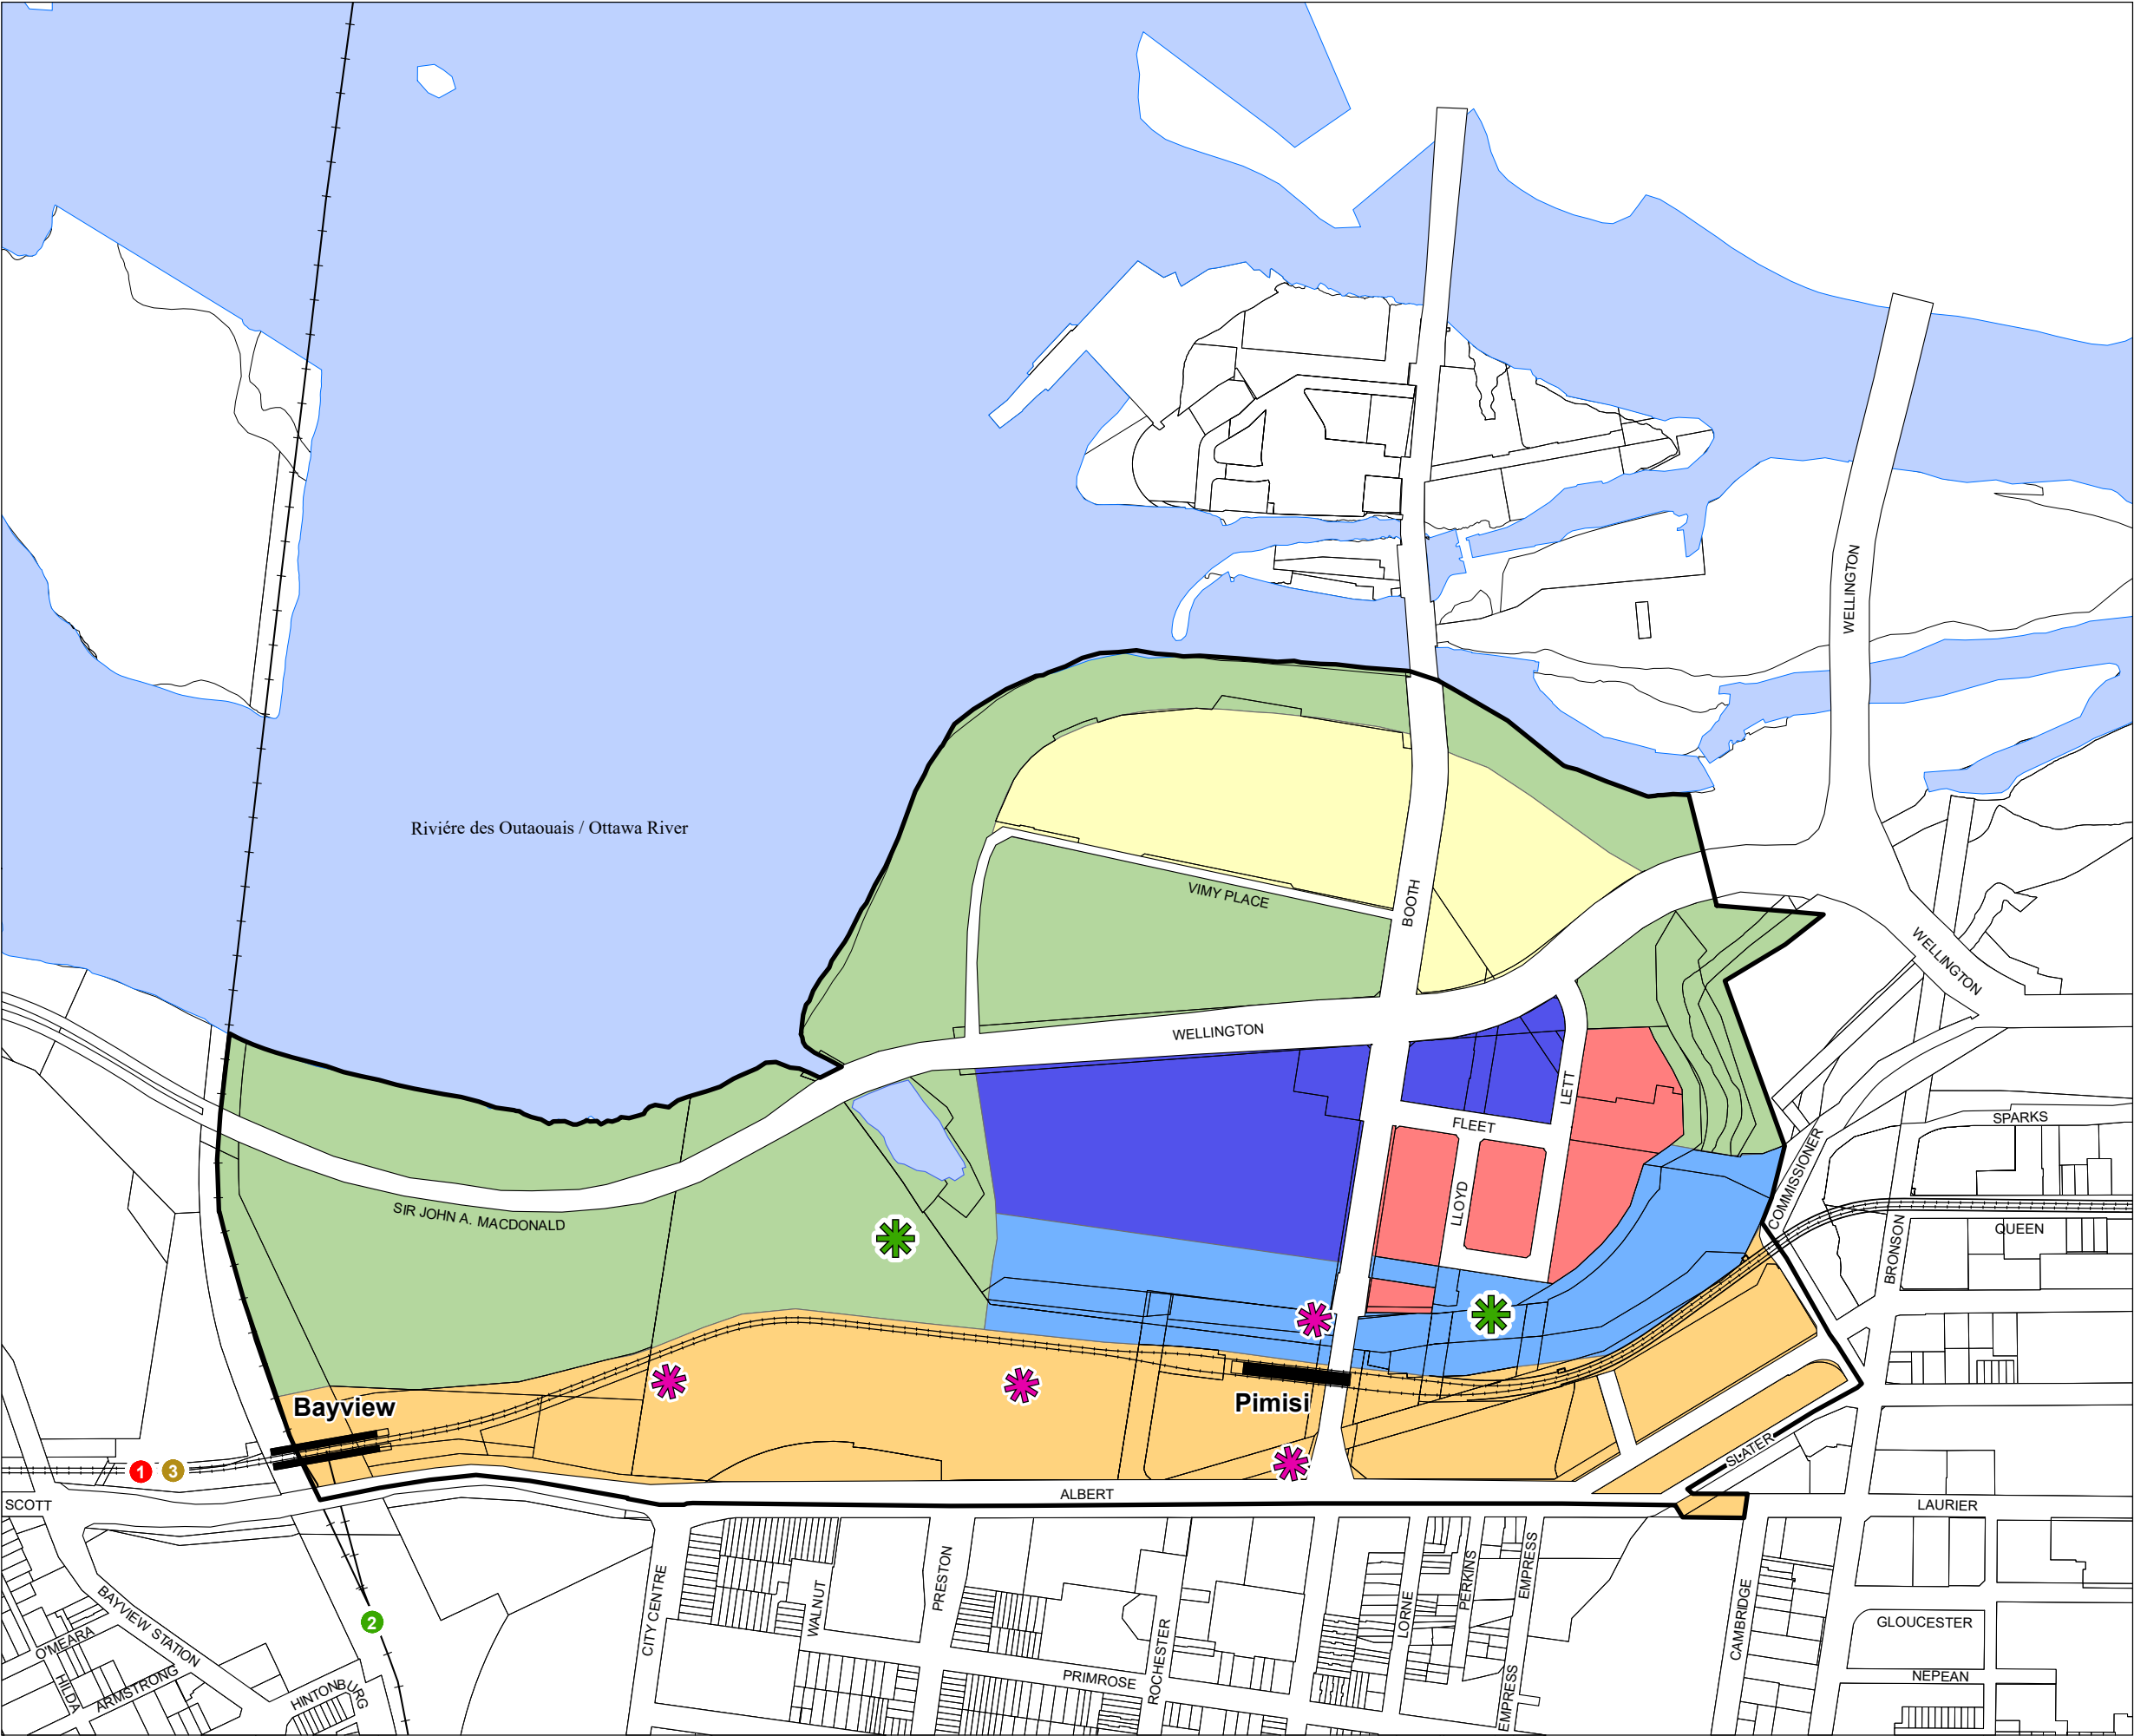 WELLINGTON
Riviére des Outaouais / Ottawa River
VIMY PLACE
BOOTH
WELLINGTON
WELLINGTON
LETT
FLEET
SPARKS
COMMISSIONER
LLOYD
SIR JOHN A. MACDONALD
QUEEN
BRONSON
Bayview
Pimisi
SLATER
1
3
SCOTT
ALBERT
LAURIER
CITY CENTRE
WALNUT
PRESTON
ROCHESTER
LORNE
PERKINS
EMPRESS
CAMBRIDGE
2
GLOUCESTER
BAYVIEW STATION
O'MEARA
HILDA
ARMSTRONG
HINTONBURG
PRIMROSE
EMPRESS
NEPEAN